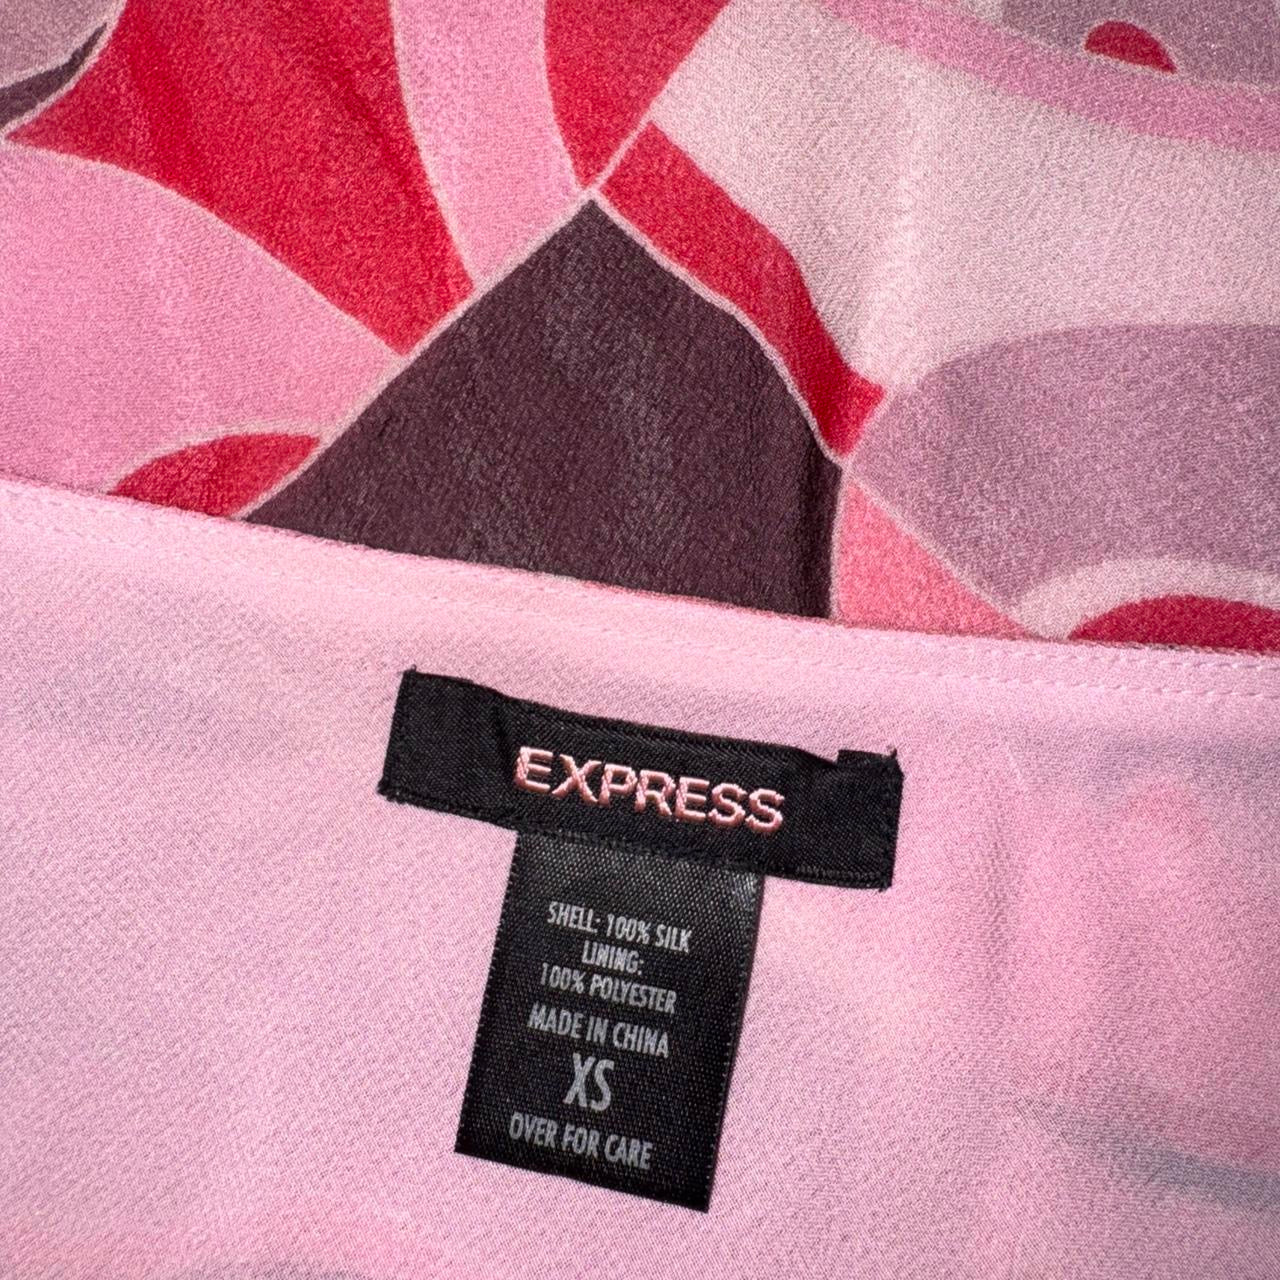 EXPRESS
SHELL: 100% SILK
LINING:
100% POLYESTER
MADE IN CHINA
XS
OVER FOR CARE